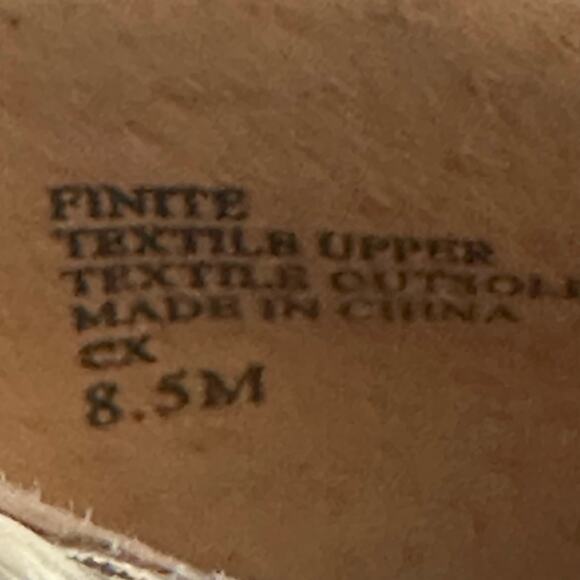 FINITE
TEXTILE UPPER
TEXTILE OUTSOLE
MADE IN CHINA
CX
8.5M